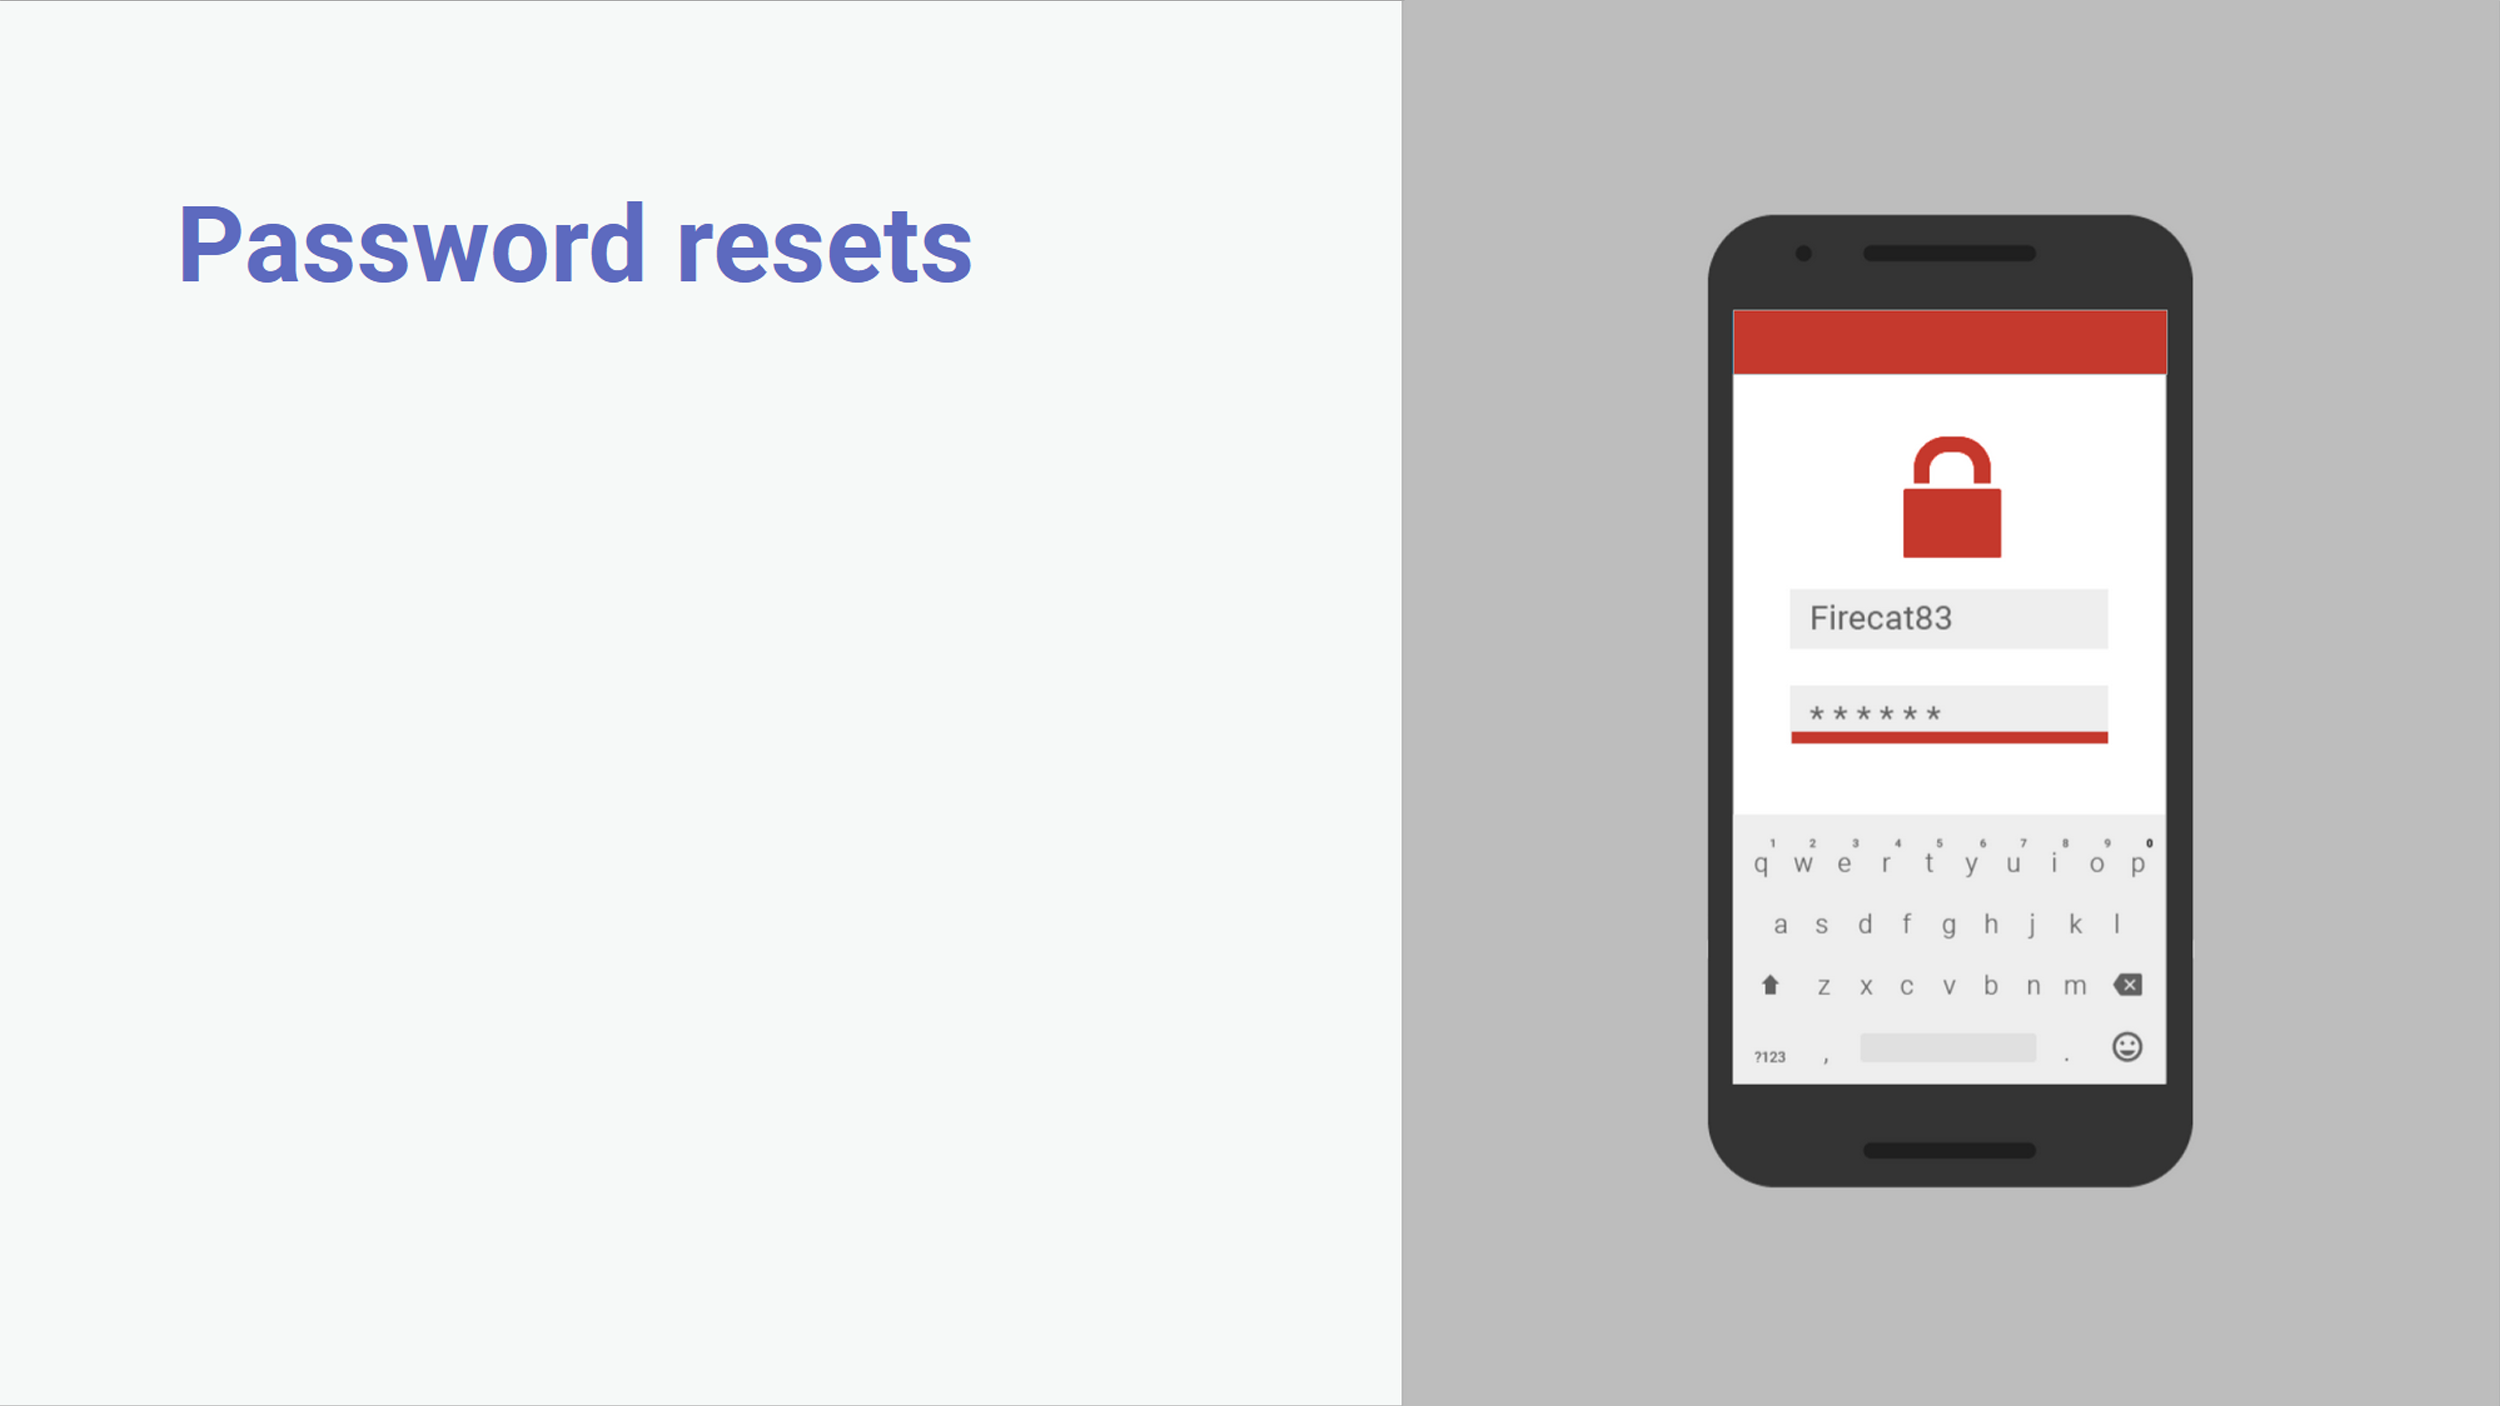 Password resets
Firecat83
******
1 2 3 4 5 6 7 8 9 0
q w e r t y u i o p
a s d f g h j k l
z x c v b n m
?123 , .